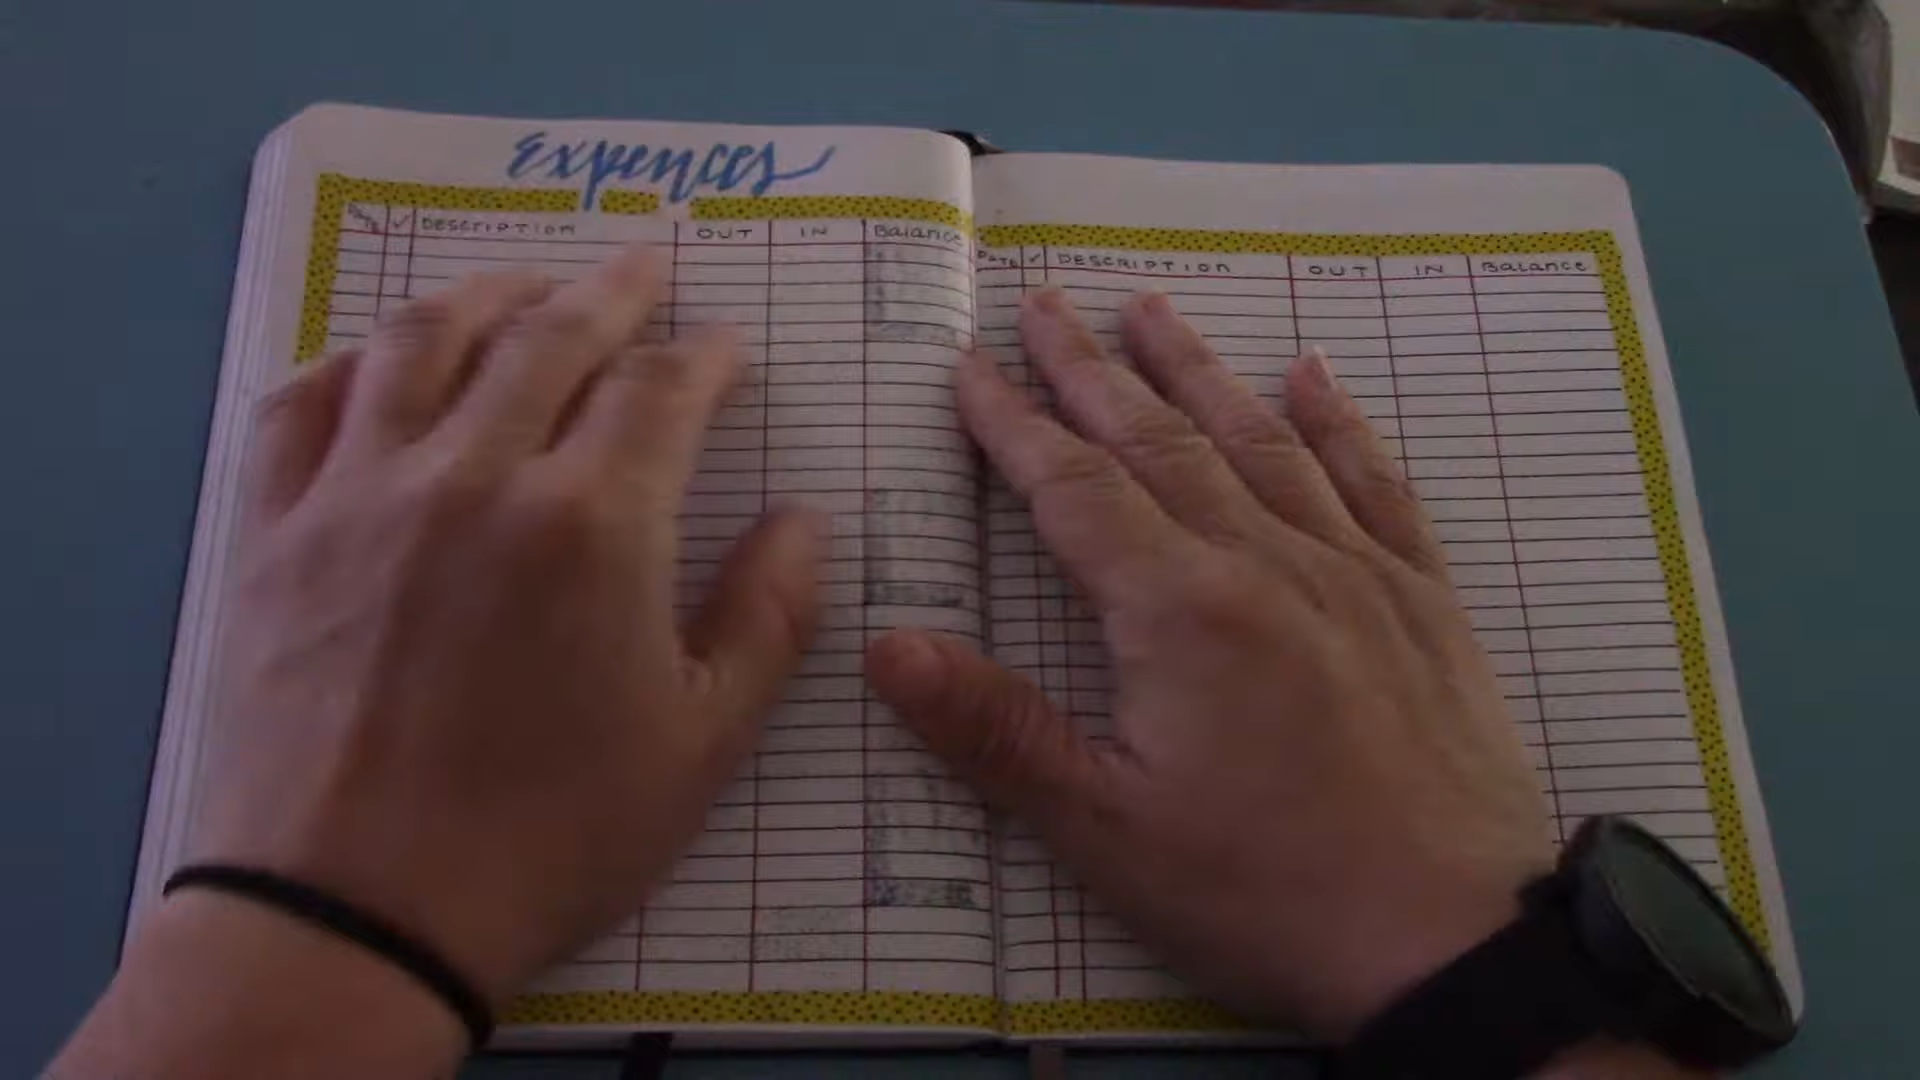 Expences
DATE ✓ DESCRIPTION OUT IN Balance
DATE ✓ DESCRIPTION OUT IN Balance